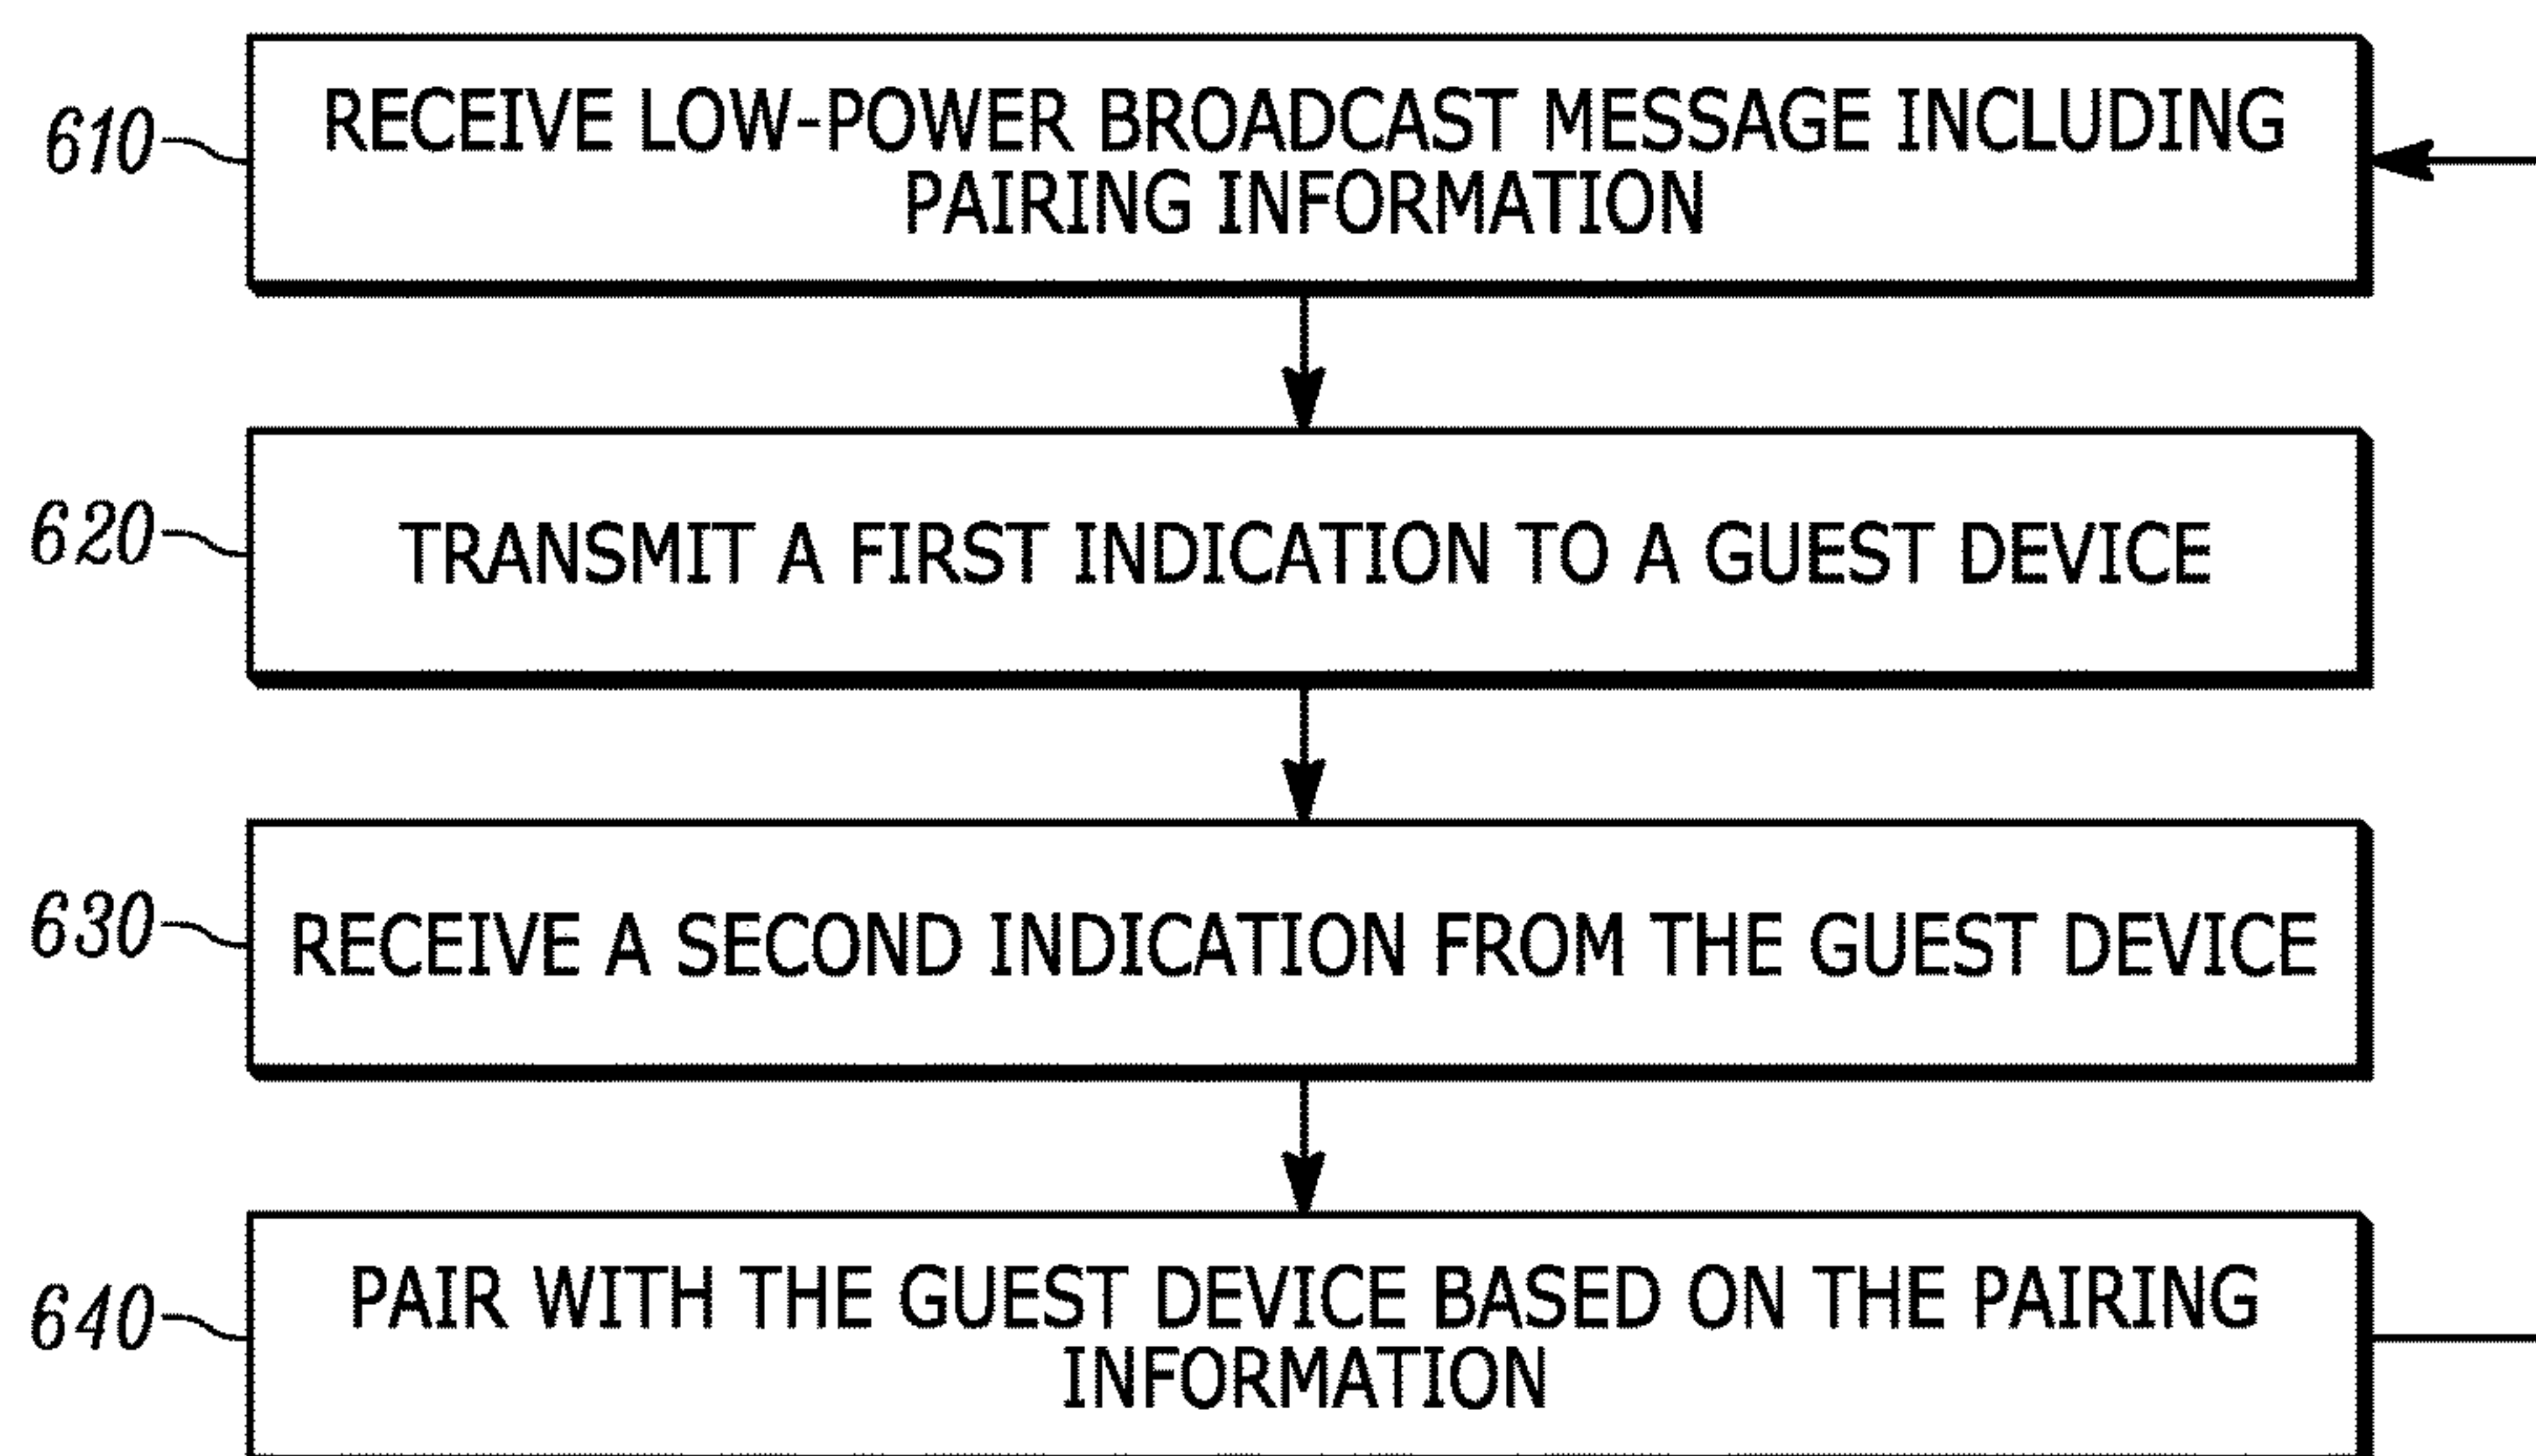 610
RECEIVE LOW-POWER BROADCAST MESSAGE INCLUDING
PAIRING INFORMATION
620
TRANSMIT A FIRST INDICATION TO A GUEST DEVICE
630
RECEIVE A SECOND INDICATION FROM THE GUEST DEVICE
640
PAIR WITH THE GUEST DEVICE BASED ON THE PAIRING
INFORMATION